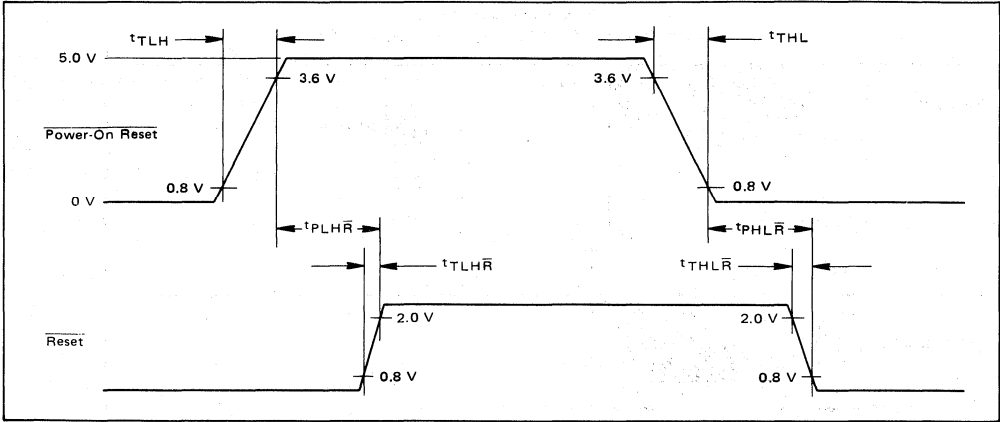 tTLH
tTHL
5.0 V
3.6 V
3.6 V
Power-On Reset
0.8 V
0.8 V
0 V
tPLHR̅
tPHLR̅
tTLHR̅
tTHLR̅
2.0 V
2.0 V
Reset
0.8 V
0.8 V